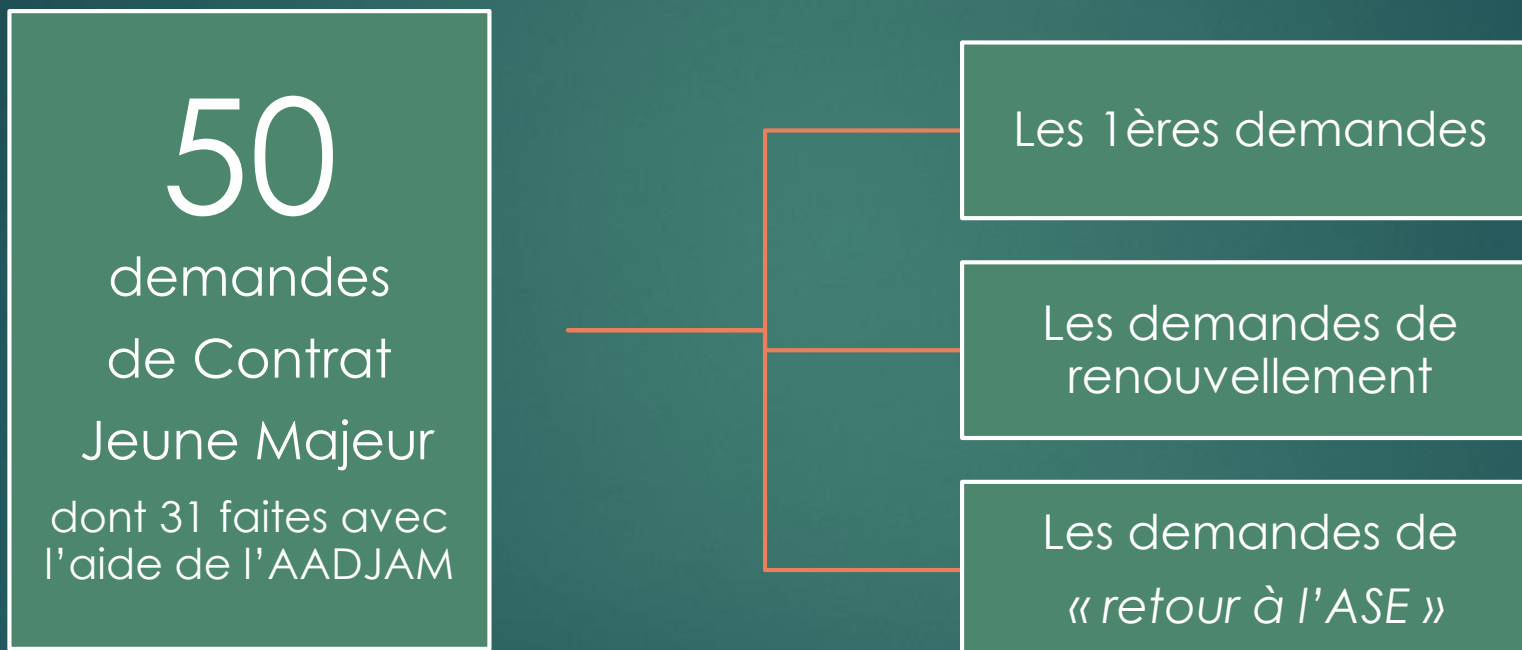 50
demandes
de Contrat
Jeune Majeur
dont 31 faites avec
l’aide de l’AADJAM
Les 1ères demandes
Les demandes de
renouvellement
Les demandes de
« retour à l’ASE »